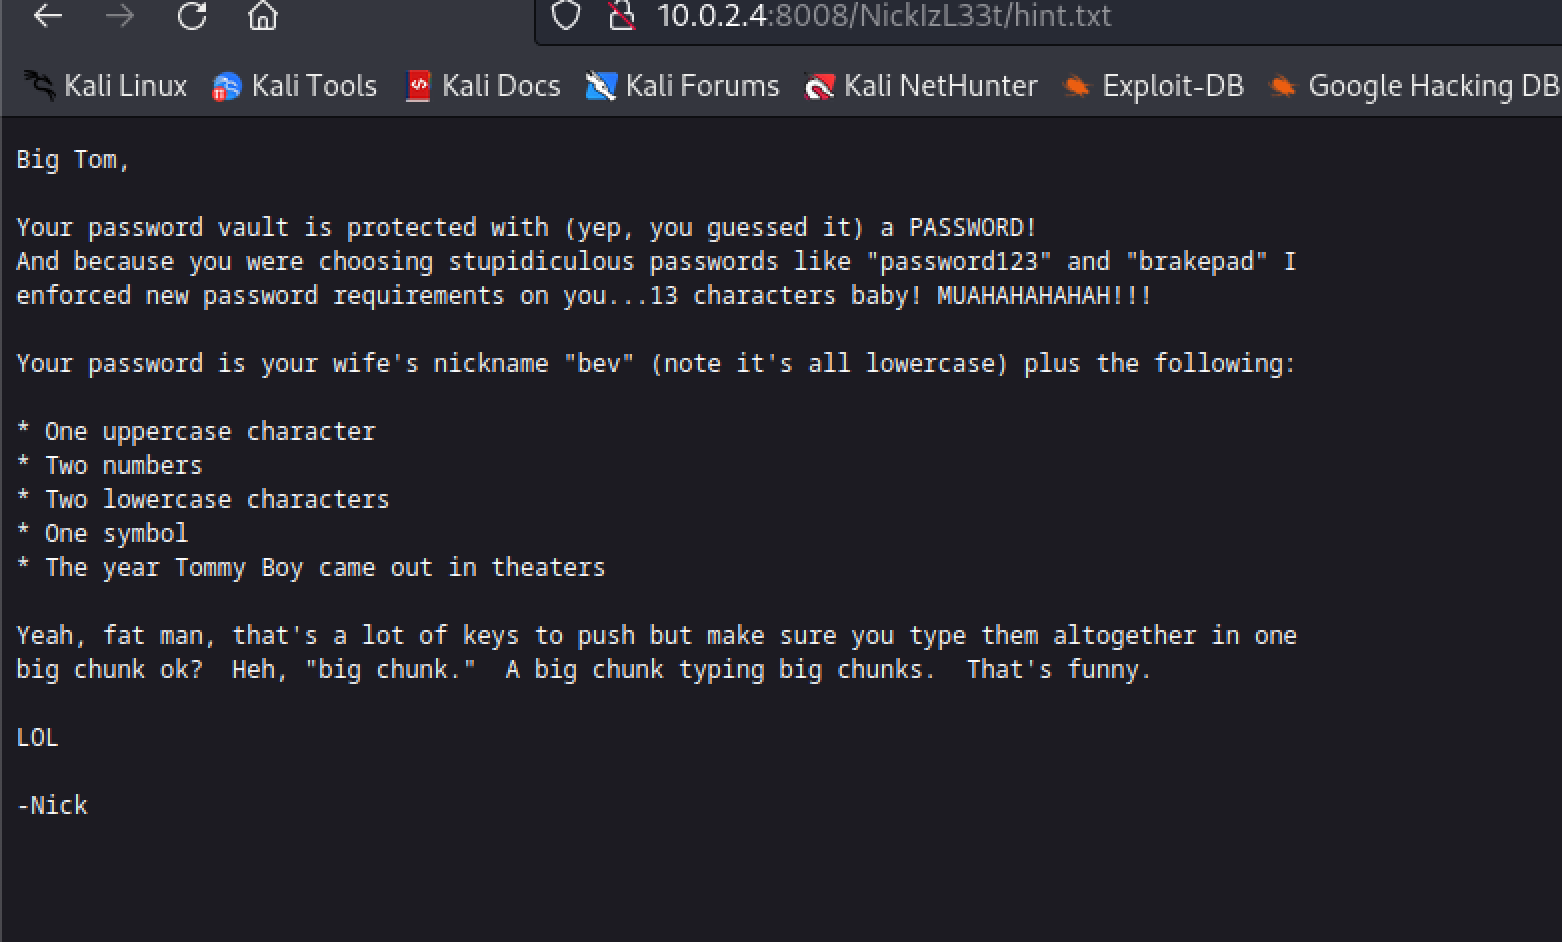 10.0.2.4:8008/NickIzL33t/hint.txt
Kali Linux Kali Tools Kali Docs Kali Forums Kali NetHunter Exploit-DB Google Hacking DB
Big Tom,
Your password vault is protected with (yep, you guessed it) a PASSWORD!
And because you were choosing stupidiculous passwords like "password123" and "brakepad" I
enforced new password requirements on you...13 characters baby! MUAHAHAHAHAH!!!
Your password is your wife's nickname "bev" (note it's all lowercase) plus the following:
* One uppercase character
* Two numbers
* Two lowercase characters
* One symbol
* The year Tommy Boy came out in theaters
Yeah, fat man, that's a lot of keys to push but make sure you type them altogether in one
big chunk ok?  Heh, "big chunk."  A big chunk typing big chunks.  That's funny.
LOL
-Nick